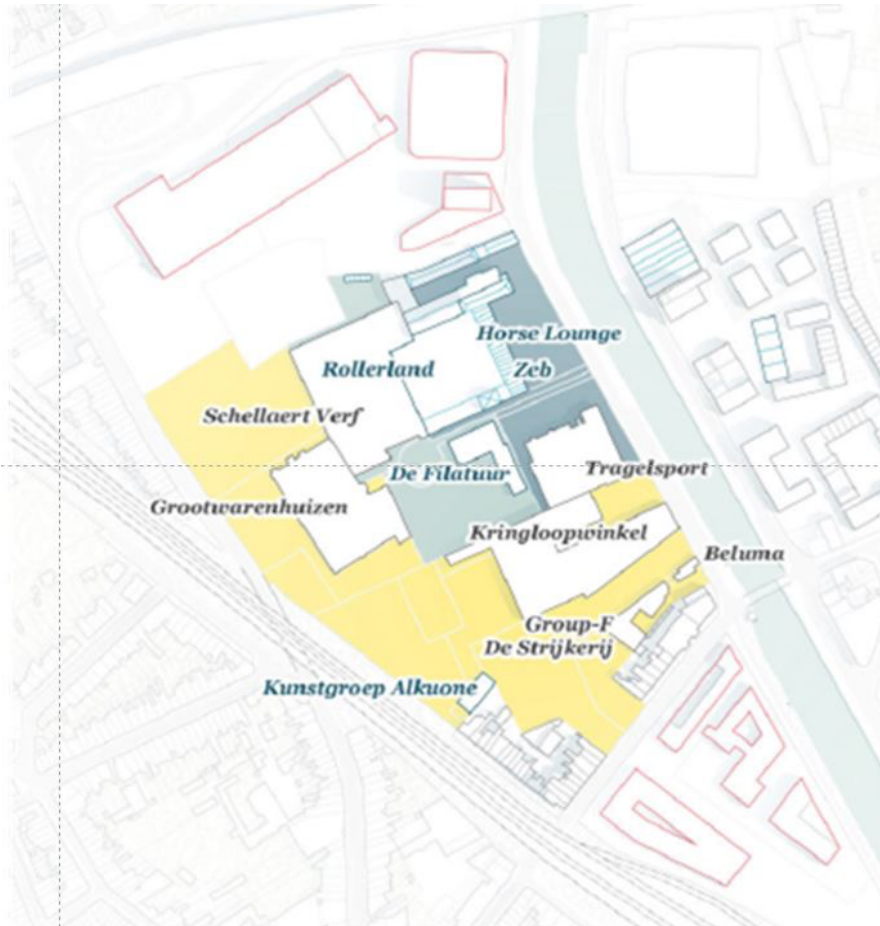 Horse Lounge
Rollerland
Zeb
Schellaert Verf
De Filatuur
Tragelsport
Grootwarenhuizen
Kringloopwinkel
Beluma
Group-F
De Strijkerij
Kunstgroep Alkuone